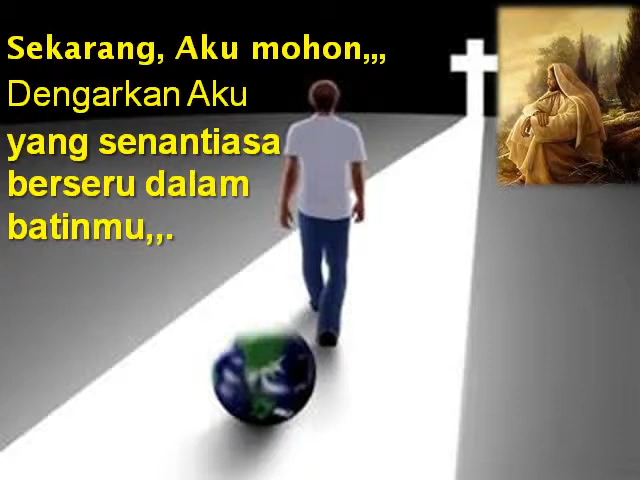 Sekarang, Aku mohon,,,
Dengarkan Aku
yang senantiasa
berseru dalam
batinmu,,.